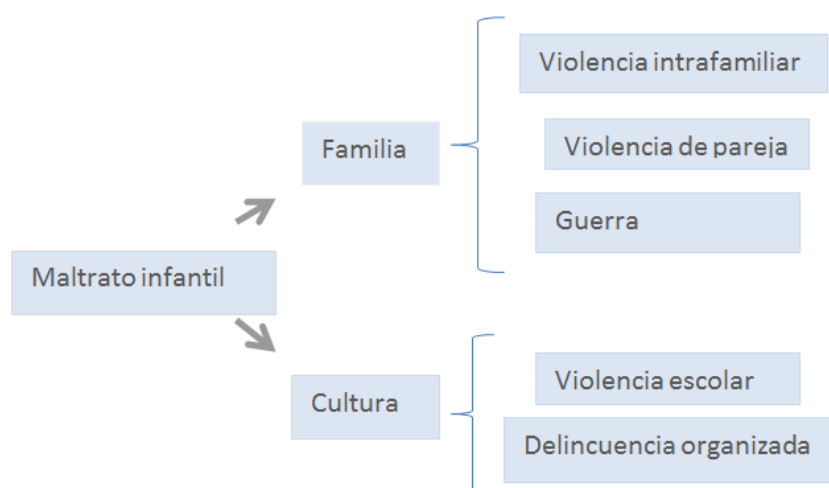 Violencia intrafamiliar
Familia
Violencia de pareja
Guerra
Maltrato infantil
Cultura
Violencia escolar
Delincuencia organizada